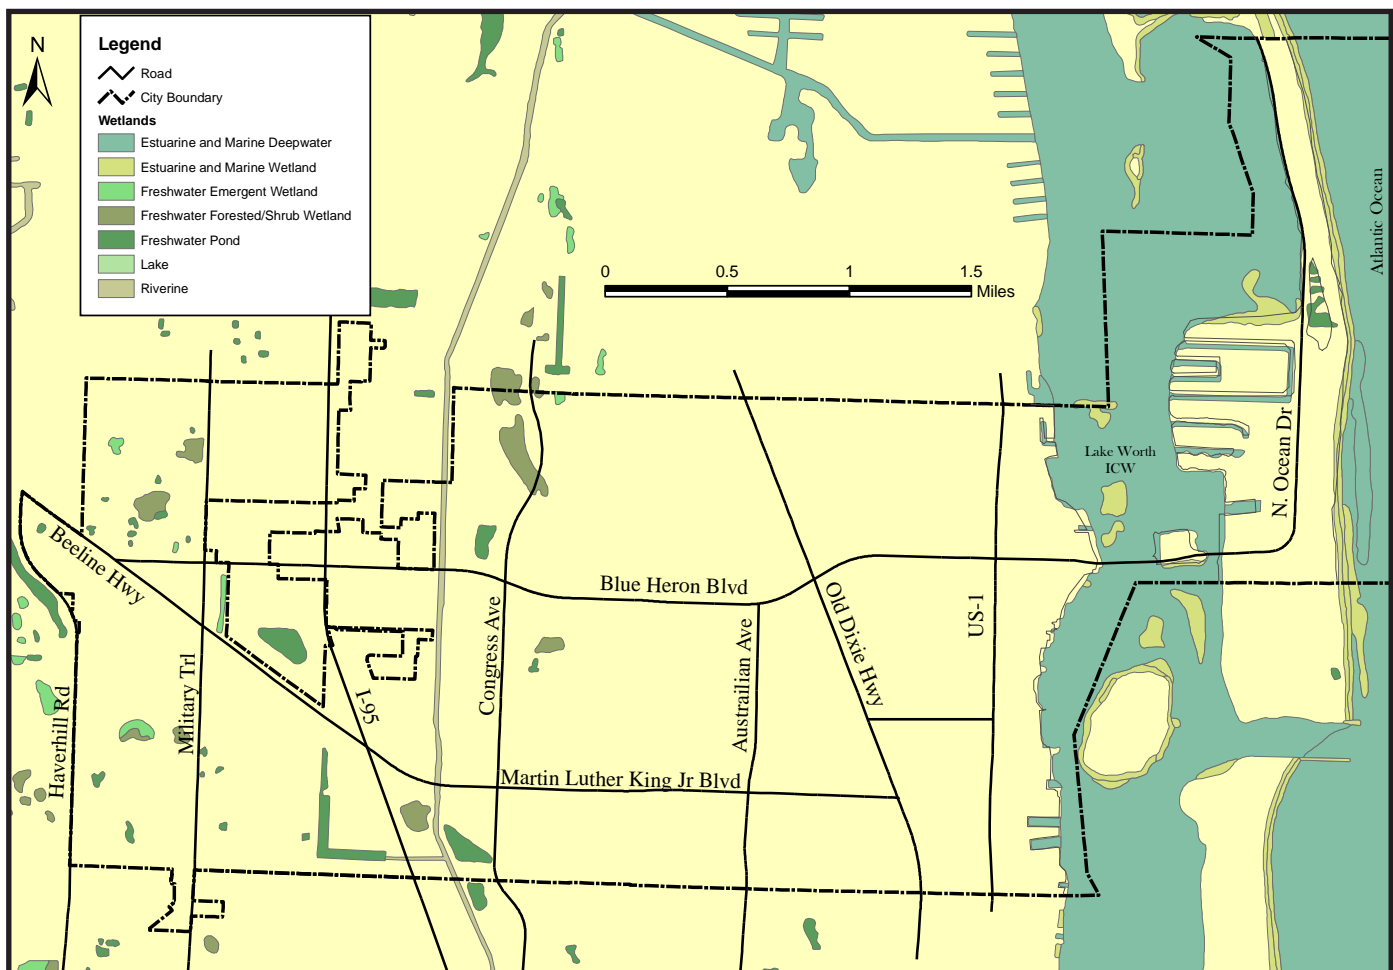 N
Legend
Road
City Boundary
Wetlands
Estuarine and Marine Deepwater
Estuarine and Marine Wetland
Freshwater Emergent Wetland
Freshwater Forested/Shrub Wetland
Freshwater Pond
Lake
Riverine
0 0.5 1 1.5
Miles
Atlantic Ocean
Lake Worth
ICW
N. Ocean Dr
Beeline Hwy
Blue Heron Blvd
Old Dixie Hwy
US-1
Congress Ave
Austrailian Ave
Military Trl
I-95
Haverhill Rd
Martin Luther King Jr Blvd